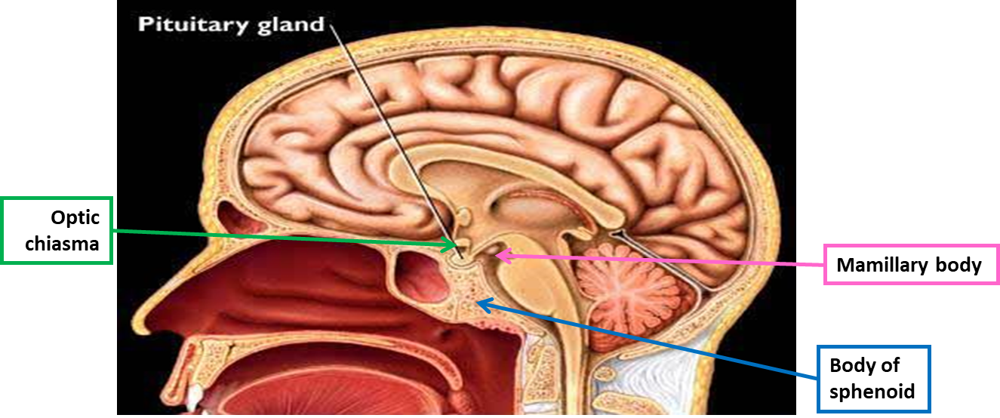 Pituitary gland
Optic
chiasma
Mamillary body
Body of
sphenoid